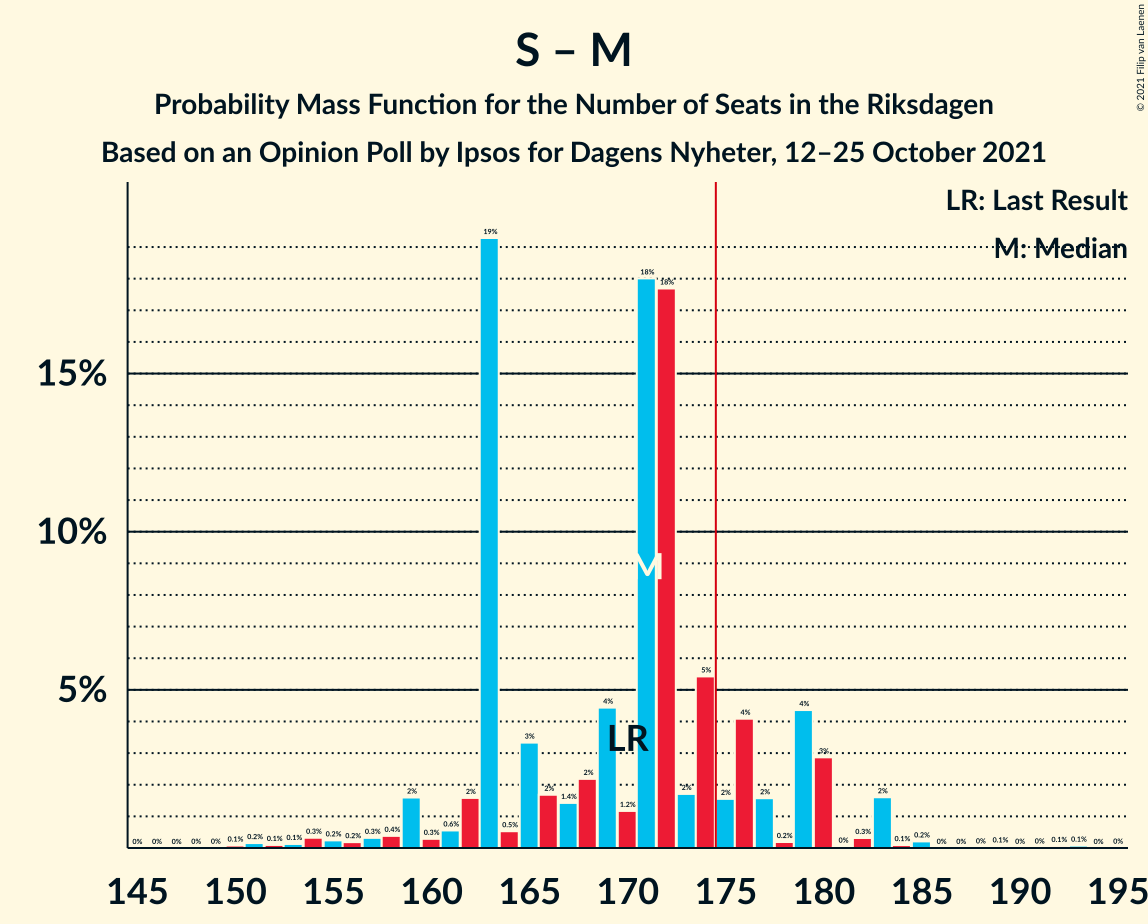 S – M
Probability Mass Function for the Number of Seats in the Riksdagen
Based on an Opinion Poll by Ipsos for Dagens Nyheter, 12–25 October 2021
© 2021 Filip van Laenen
LR: Last Result
M: Median
15%
10%
5%
0% 0% 0% 0% 0% 0.1% 0.2% 0.1% 0.1% 0.3% 0.2% 0.2% 0.3% 0.4% 2% 0.3% 0.6% 2% 19% 0.5% 3% 2% 1.4% 2% 4% 1.2% 18% 18% 2% 5% 2% 4% 2% 0.2% 4% 3% 0% 0.3% 2% 0.1% 0.2% 0% 0% 0% 0.1% 0% 0% 0.1% 0.1% 0% 0%
M
LR
145 150 155 160 165 170 175 180 185 190 195